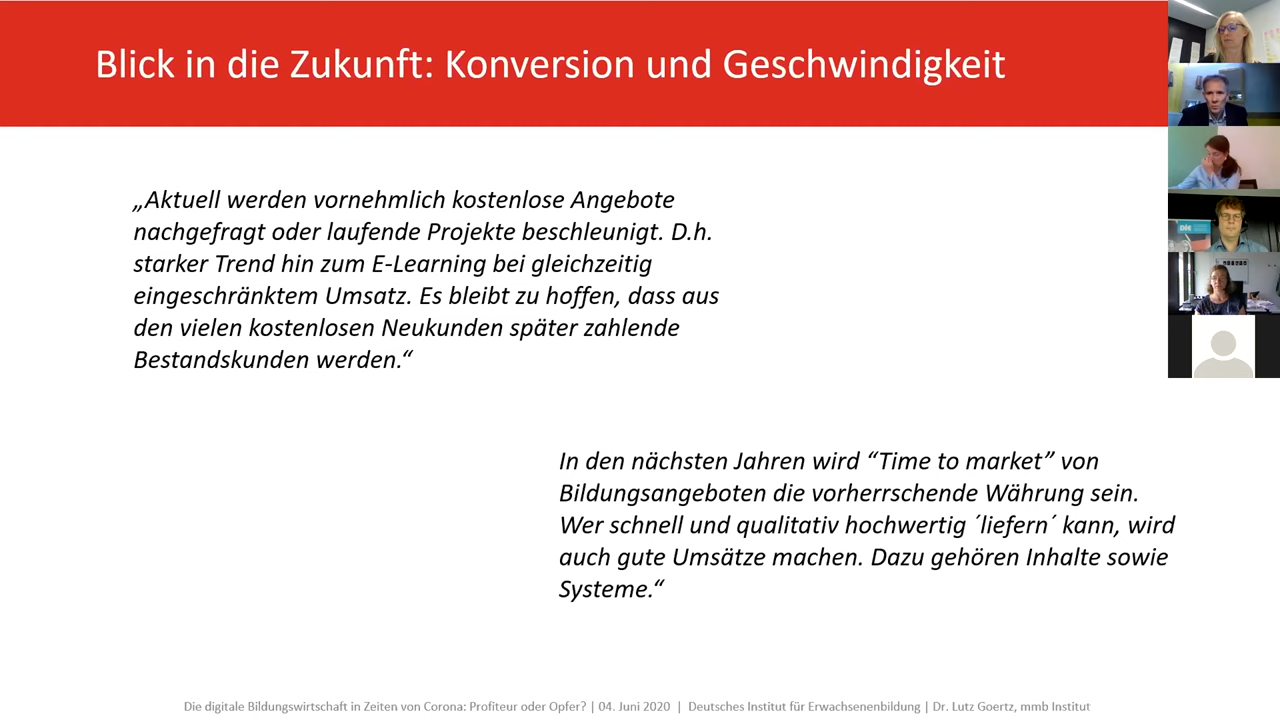 Blick in die Zukunft: Konversion und Geschwindigkeit
„Aktuell werden vornehmlich kostenlose Angebote
nachgefragt oder laufende Projekte beschleunigt. D.h.
starker Trend hin zum E-Learning bei gleichzeitig
eingeschränktem Umsatz. Es bleibt zu hoffen, dass aus
den vielen kostenlosen Neukunden später zahlende
Bestandskunden werden.“
In den nächsten Jahren wird “Time to market” von
Bildungsangeboten die vorherrschende Währung sein.
Wer schnell und qualitativ hochwertig ´liefern´ kann, wird
auch gute Umsätze machen. Dazu gehören Inhalte sowie
Systeme.“
Die digitale Bildungswirtschaft in Zeiten von Corona: Profiteur oder Opfer? | 04. Juni 2020 | Deutsches Institut für Erwachsenenbildung | Dr. Lutz Goertz, mmb Institut
die